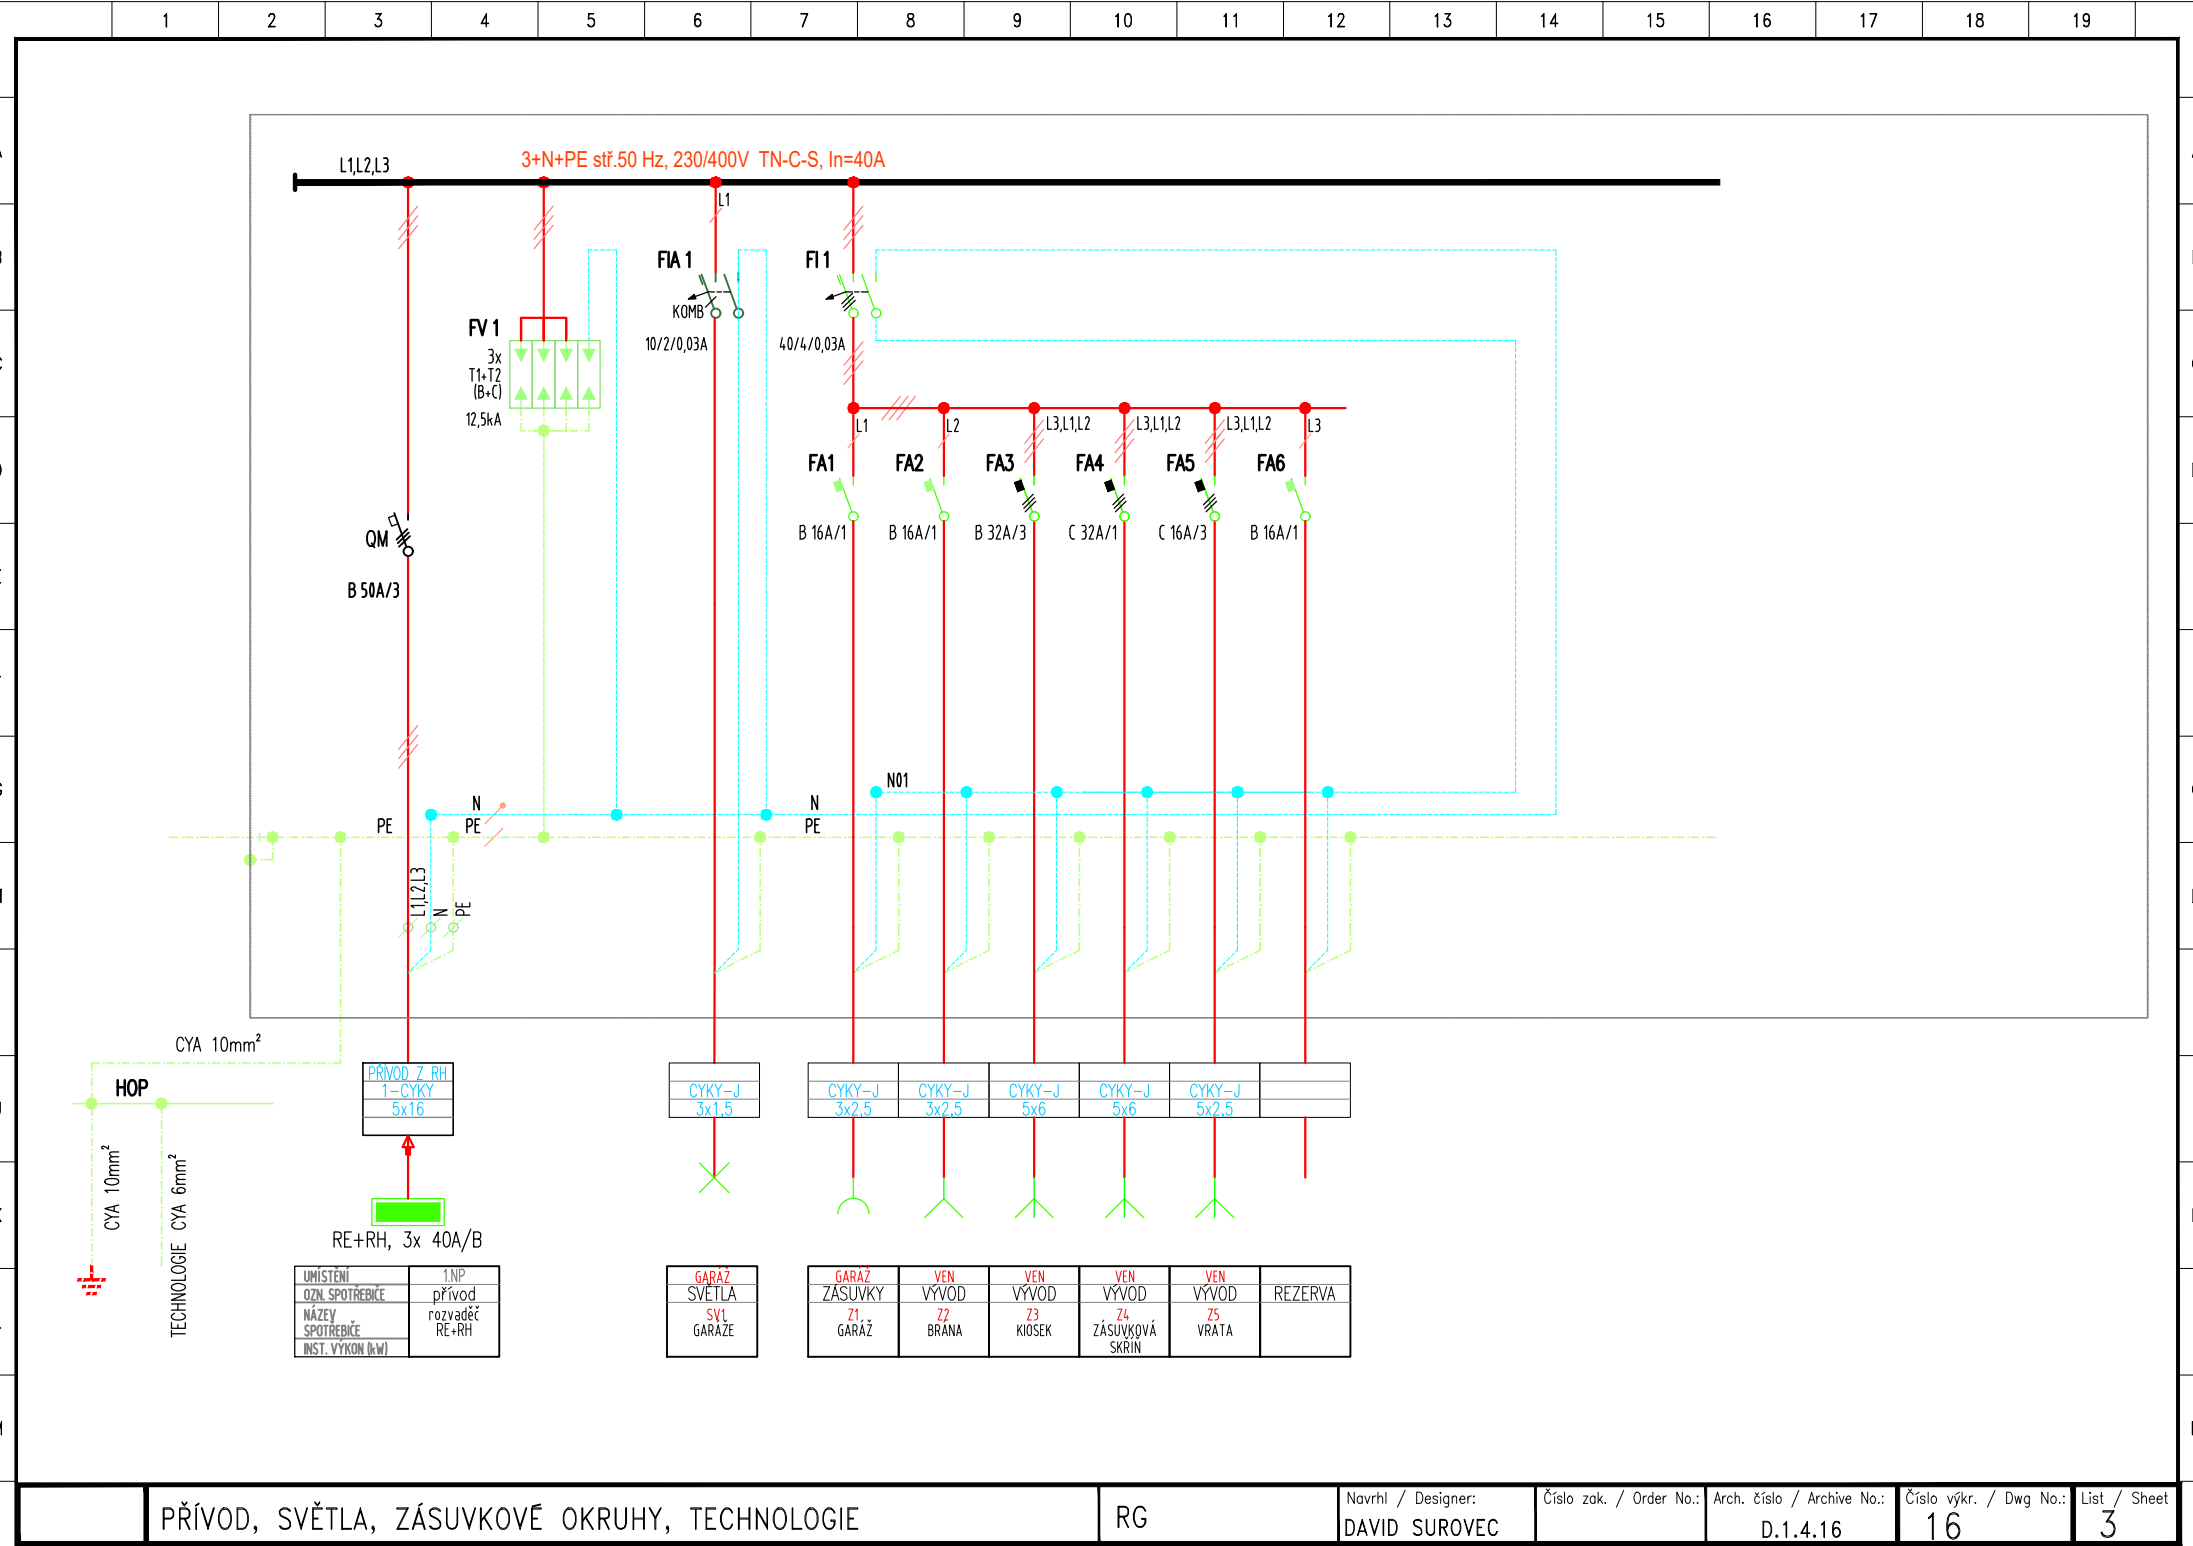 1 2 3 4 5 6 7 8 9 10 11 12 13 14 15 16 17 18 19
L1,L2,L3
3+N+PE stř.50 Hz, 230/400V TN-C-S, In=40A
L1
FIA 1
KOMB
10/2/0,03A
FI 1
40/4/0,03A
FV 1
3x
T1+T2
(B+C)
12,5kA
L1
L2
L3,L1,L2
L3,L1,L2
L3,L1,L2
L3
FA1
FA2
FA3
FA4
FA5
FA6
B 16A/1
B 16A/1
B 32A/3
C 32A/1
C 16A/3
B 16A/1
QM
B 50A/3
N01
N
N
PE
PE
PE
L1,L2,L3
N
PE
CYA 10mm²
HOP
CYA 10mm²
TECHNOLOGIE CYA 6mm²
PŘÍVOD Z RH
1-CYKY
5x16
CYKY-J
3x1,5
CYKY-J
3x2,5
CYKY-J
3x2,5
CYKY-J
5x6
CYKY-J
5x6
CYKY-J
5x2,5
RE+RH, 3x 40A/B
UMÍSTĚNÍ
OZN. SPOTŘEBIČE
NÁZEV
SPOTŘEBIČE
INST. VÝKON (kW)
1.NP
přívod
rozvaděč
RE+RH
GARÁŽ
SVĚTLA
SV1
GARÁŽE
GARÁŽ
ZÁSUVKY
Z1
GARÁŽ
VEN
VÝVOD
Z2
BRÁNA
VEN
VÝVOD
Z3
KIOSEK
VEN
VÝVOD
Z4
ZÁSUVKOVÁ
SKŘÍŇ
VEN
VÝVOD
Z5
VRATA
REZERVA
PŘÍVOD, SVĚTLA, ZÁSUVKOVÉ OKRUHY, TECHNOLOGIE
RG
Navrhl / Designer:
DAVID SUROVEC
Číslo zak. / Order No.:
Arch. číslo / Archive No.:
D.1.4.16
Číslo výkr. / Dwg No.:
16
List / Sheet
3